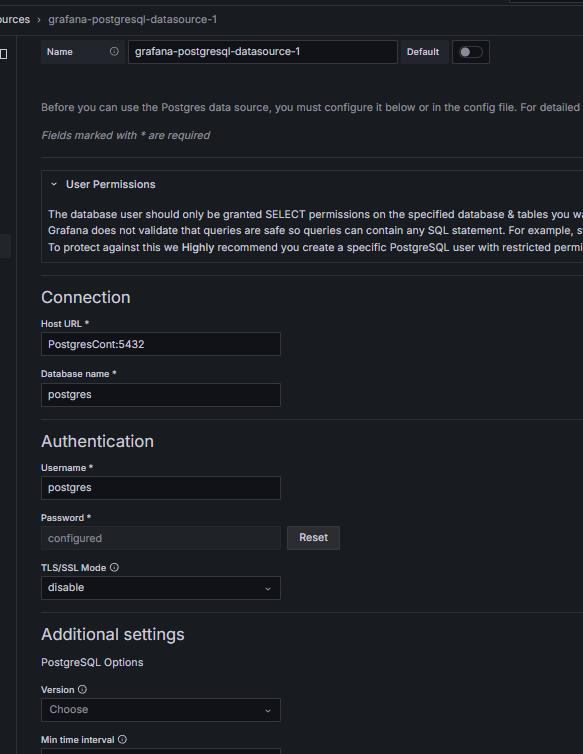 ources › grafana-postgresql-datasource-1
Name grafana-postgresql-datasource-1 Default
Before you can use the Postgres data source, you must configure it below or in the config file. For detailed
Fields marked with * are required
User Permissions
The database user should only be granted SELECT permissions on the specified database & tables you wa
Grafana does not validate that queries are safe so queries can contain any SQL statement. For example, s
To protect against this we Highly recommend you create a specific PostgreSQL user with restricted permi
Connection
Host URL *
PostgresCont:5432
Database name *
postgres
Authentication
Username *
postgres
Password *
configured Reset
TLS/SSL Mode
disable
Additional settings
PostgreSQL Options
Version
Choose
Min time interval